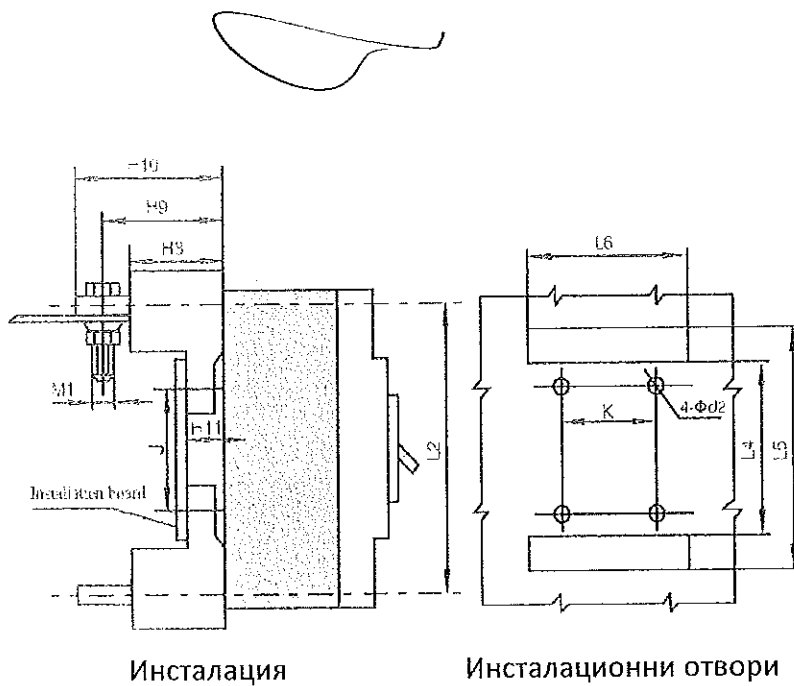 H10
H9
H8
L6
M1
J
H11
L2
K
4-Φd2
L4
L5
Installation board
Инсталация
Инсталационни отвори